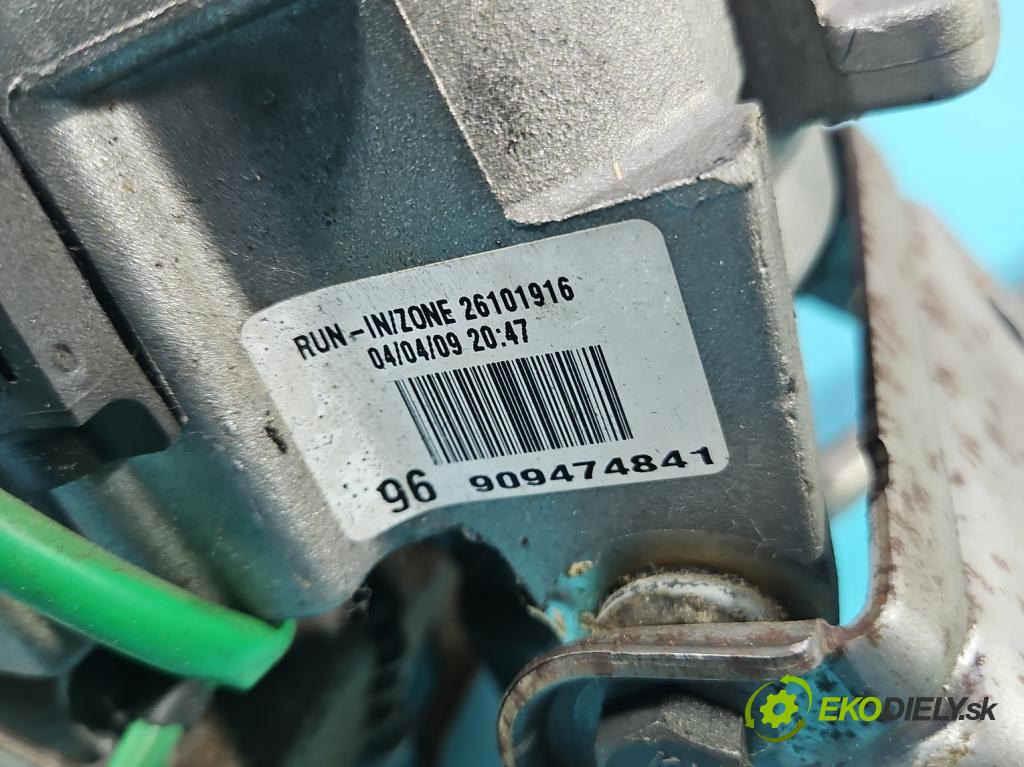 RUN-IN/ZONE 26101916
04/04/09 20:47
96 909474841
EKODIELY.sk